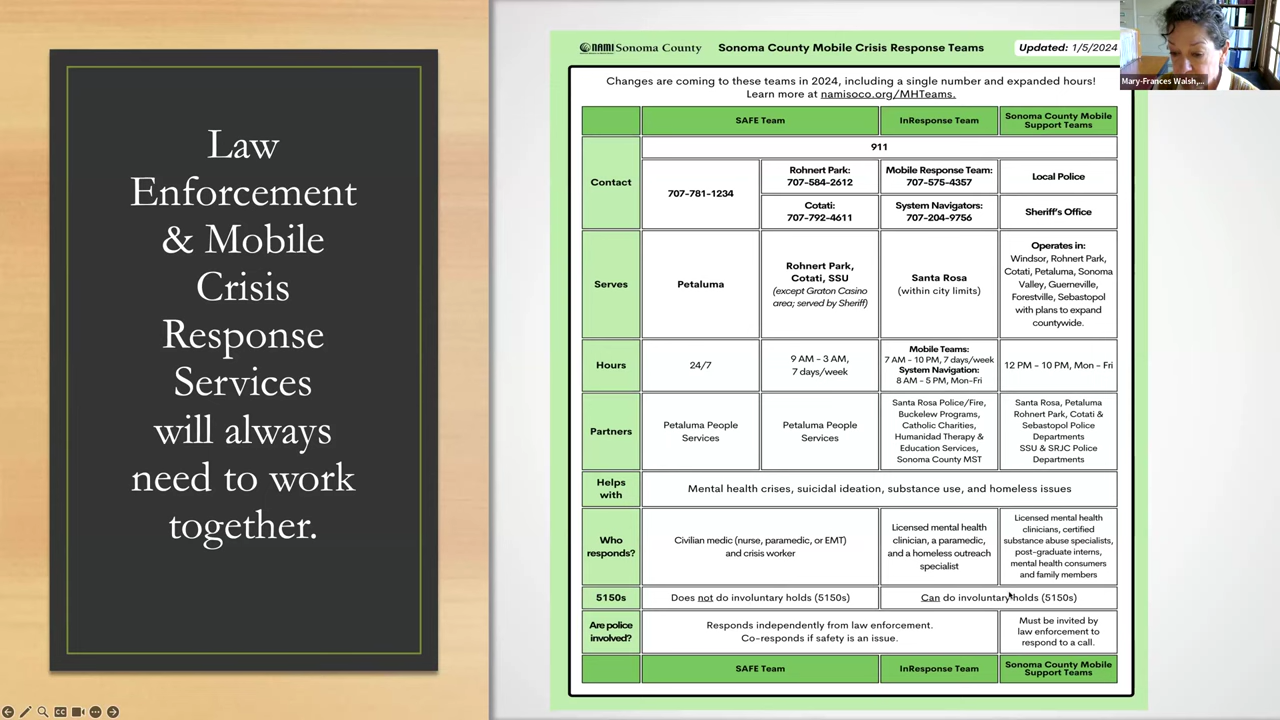 Law
Enforcement
& Mobile
Crisis
Response
Services
will always
need to work
together.
NAMI Sonoma County
Sonoma County Mobile Crisis Response Teams
Updated: 1/5/2024
Mary-Frances Walsh,...
Changes are coming to these teams in 2024, including a single number and expanded hours!
Learn more at namisoco.org/MHTeams.
SAFE Team
InResponse Team
Sonoma County Mobile
Support Teams
Contact
911
707-781-1234
Rohnert Park:
707-584-2612
Cotati:
707-792-4611
Mobile Response Team:
707-575-4357
System Navigators:
707-204-9756
Local Police
Sheriff's Office
Serves
Petaluma
Rohnert Park,
Cotati, SSU
(except Graton Casino
area; served by Sheriff)
Santa Rosa
(within city limits)
Operates in:
Windsor, Rohnert Park,
Cotati, Petaluma, Sonoma
Valley, Guerneville,
Forestville, Sebastopol
with plans to expand
countywide.
Hours
24/7
9 AM - 3 AM,
7 days/week
Mobile Teams:
7 AM - 10 PM, 7 days/week
System Navigation:
8 AM - 5 PM, Mon-Fri
12 PM - 10 PM, Mon - Fri
Partners
Petaluma People
Services
Petaluma People
Services
Santa Rosa Police/Fire,
Buckelew Programs,
Catholic Charities,
Humanidad Therapy &
Education Services,
Sonoma County MST
Santa Rosa, Petaluma
Rohnert Park, Cotati &
Sebastopol Police
Departments
SSU & SRJC Police
Departments
Helps
with
Mental health crises, suicidal ideation, substance use, and homeless issues
Who
responds?
Civilian medic (nurse, paramedic, or EMT)
and crisis worker
Licensed mental health
clinician, a paramedic,
and a homeless outreach
specialist
Licensed mental health
clinicians, certified
substance abuse specialists,
post-graduate interns,
mental health consumers
and family members
5150s
Does not do involuntary holds (5150s)
Can do involuntary holds (5150s)
Are police
involved?
Responds independently from law enforcement.
Co-responds if safety is an issue.
Must be invited by
law enforcement to
respond to a call.
SAFE Team
InResponse Team
Sonoma County Mobile
Support Teams
CC